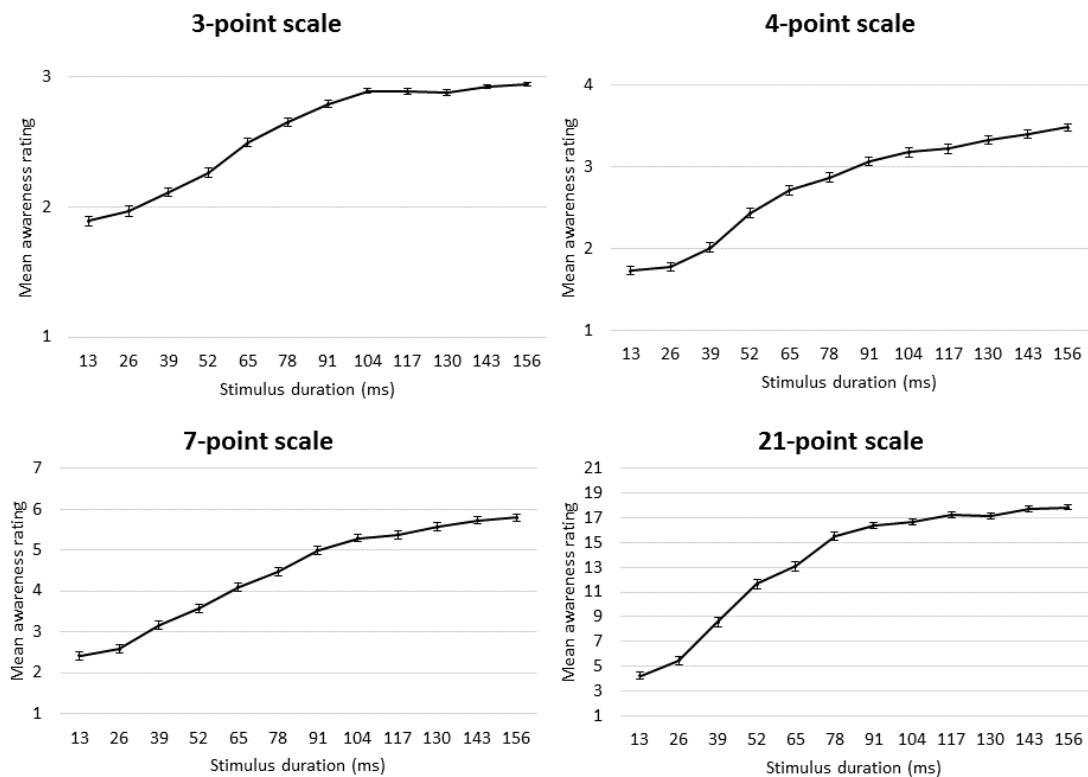 3-point scale
Mean awareness rating
3
2
1
13 26 39 52 65 78 91 104 117 130 143 156
Stimulus duration (ms)
4-point scale
Mean awareness rating
4
3
2
1
13 26 39 52 65 78 91 104 117 130 143 156
Stimulus duration (ms)
7-point scale
Mean awareness rating
7
6
5
4
3
2
1
13 26 39 52 65 78 91 104 117 130 143 156
Stimulus duration (ms)
21-point scale
Mean awareness rating
21
19
17
15
13
11
9
7
5
3
1
13 26 39 52 65 78 91 104 117 130 143 156
Stimulus duration (ms)